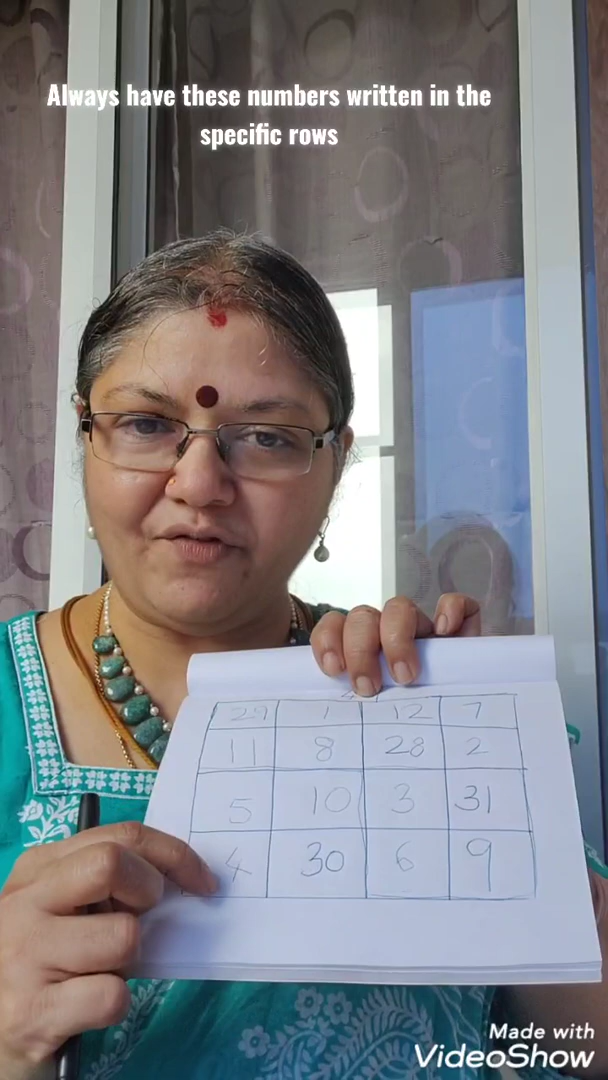 Always have these numbers written in the
specific rows
29 1 12 7
11 8 28 2
5 10 3 31
4 30 6 9
Made with
VideoShow